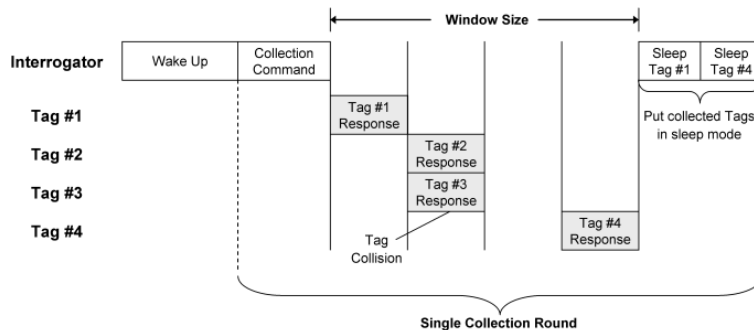 Window Size
Interrogator
Wake Up
Collection
Command
Sleep
Tag #1
Sleep
Tag #4
Tag #1
Tag #1
Response
Put collected Tags
in sleep mode
Tag #2
Tag #2
Response
Tag #3
Tag #3
Response
Tag #4
Tag
Collision
Tag #4
Response
Single Collection Round